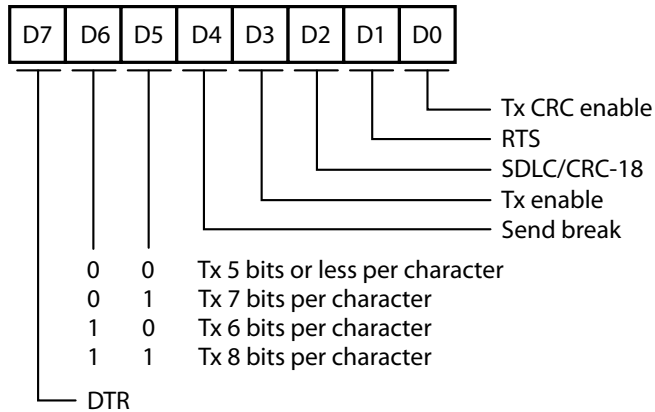 D7 D6 D5 D4 D3 D2 D1 D0
Tx CRC enable
RTS
SDLC/CRC-18
Tx enable
Send break
0 0 Tx 5 bits or less per character
0 1 Tx 7 bits per character
1 0 Tx 6 bits per character
1 1 Tx 8 bits per character
DTR